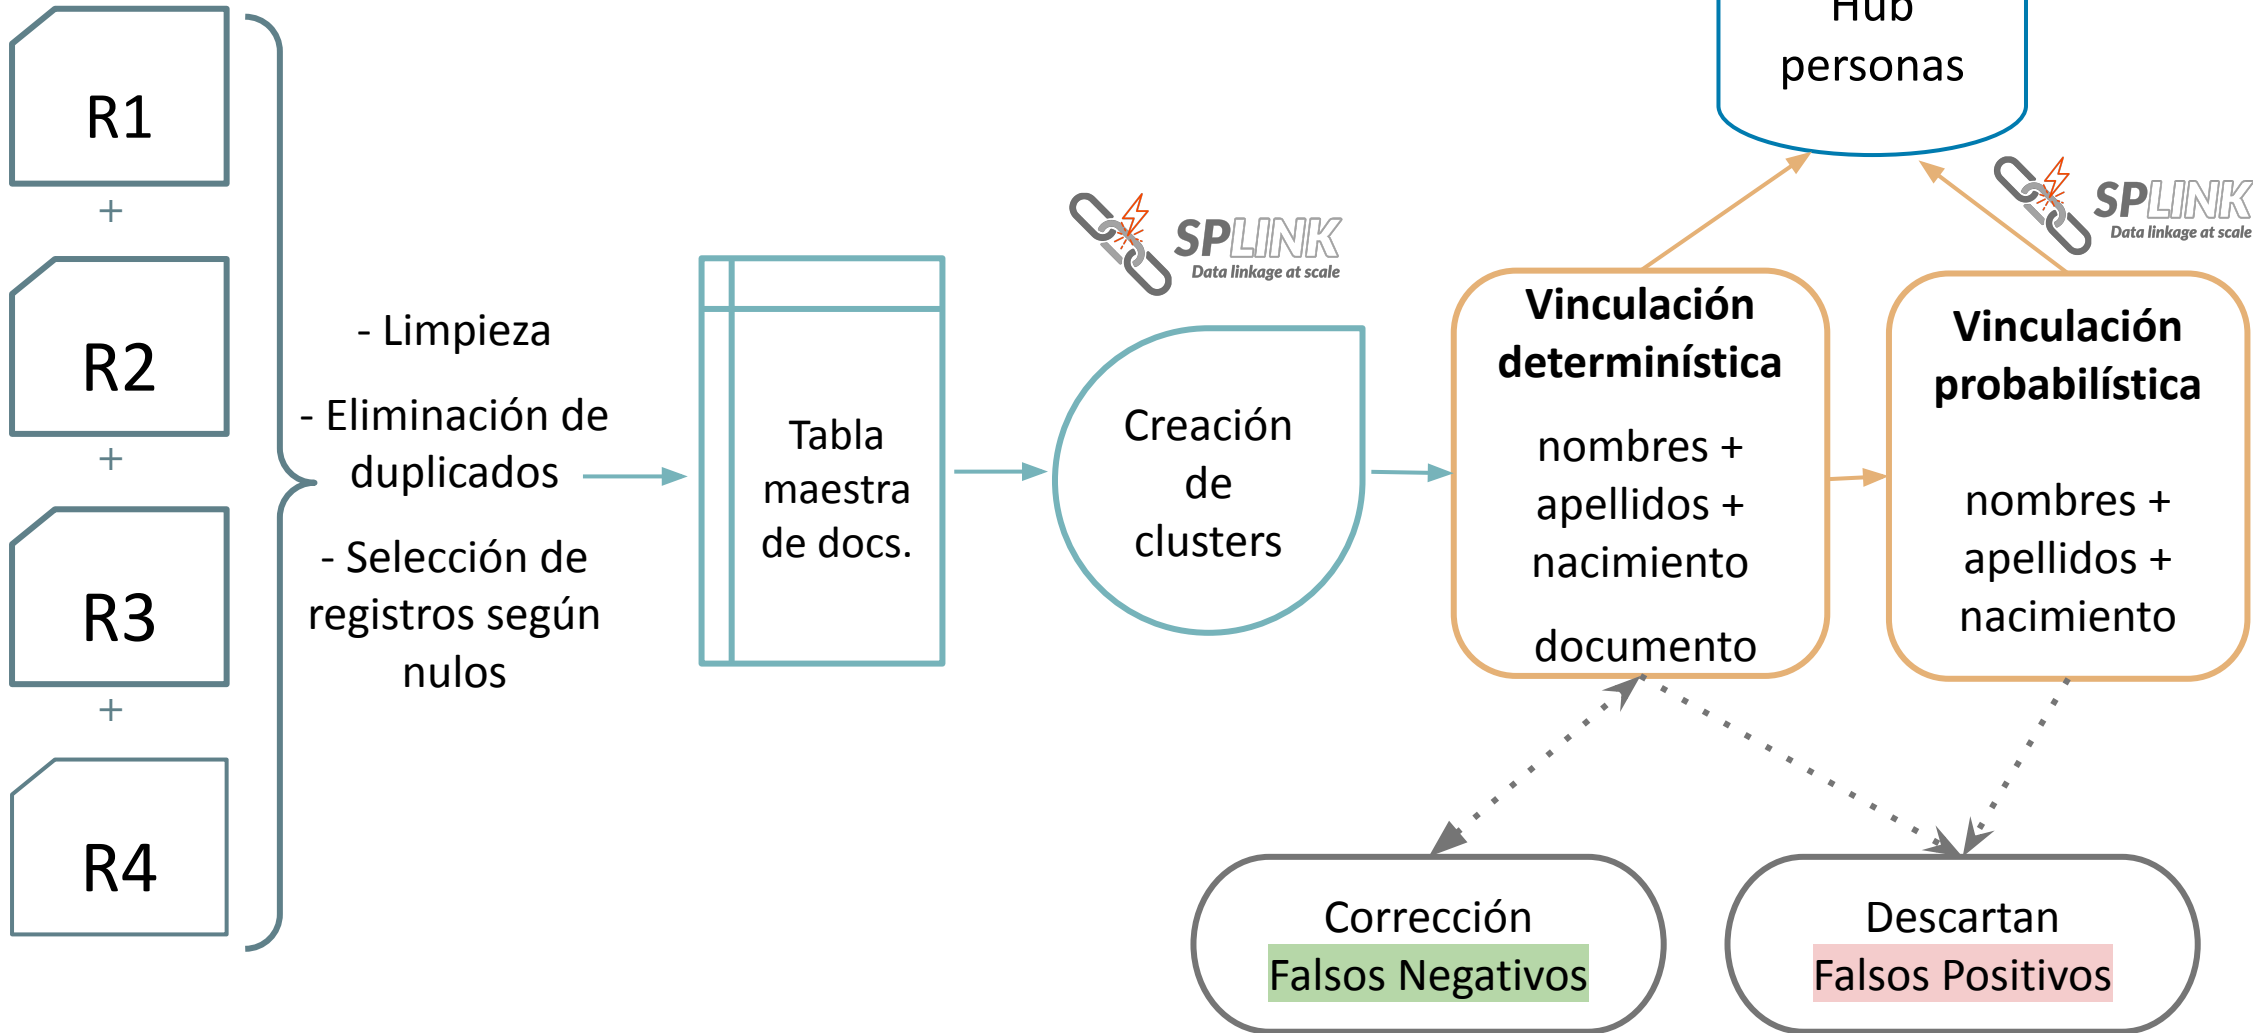 R1
+
R2
+
R3
+
R4
- Limpieza
- Eliminación de
duplicados
- Selección de
registros según
nulos
Tabla
maestra
de docs.
SPLINK
Data linkage at scale
Creación
de
clusters
Hub
personas
SPLINK
Data linkage at scale
Vinculación
determinística
nombres +
apellidos +
nacimiento
documento
Vinculación
probabilística
nombres +
apellidos +
nacimiento
Corrección
Falsos Negativos
Descartan
Falsos Positivos